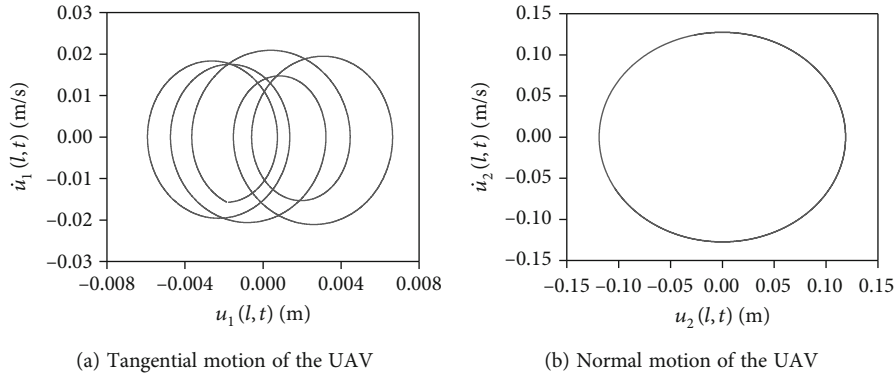 0.03
0.02
0.01
0.00
−0.01
−0.02
−0.03
u̇₁(l, t) (m/s)
−0.008 −0.004 0.000 0.004 0.008
u₁(l, t) (m)
(a) Tangential motion of the UAV
0.15
0.10
0.05
0.00
−0.05
−0.10
−0.15
u̇₂(l, t) (m/s)
−0.15 −0.10 −0.05 0.00 0.05 0.10 0.15
u₂(l, t) (m)
(b) Normal motion of the UAV